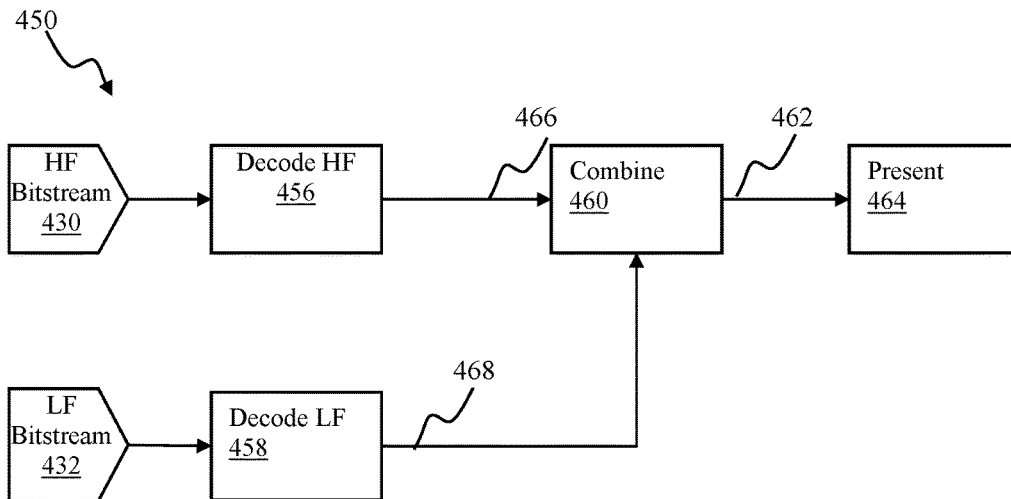 450
466
462
HF
Bitstream
430
Decode HF
456
Combine
460
Present
464
468
LF
Bitstream
432
Decode LF
458